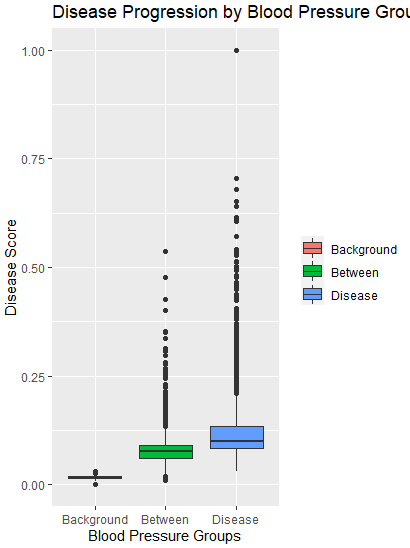 Disease Progression by Blood Pressure Grou
1.00
0.75
0.50
0.25
0.00
Disease Score
Background
Between
Disease
Background Between Disease
Blood Pressure Groups